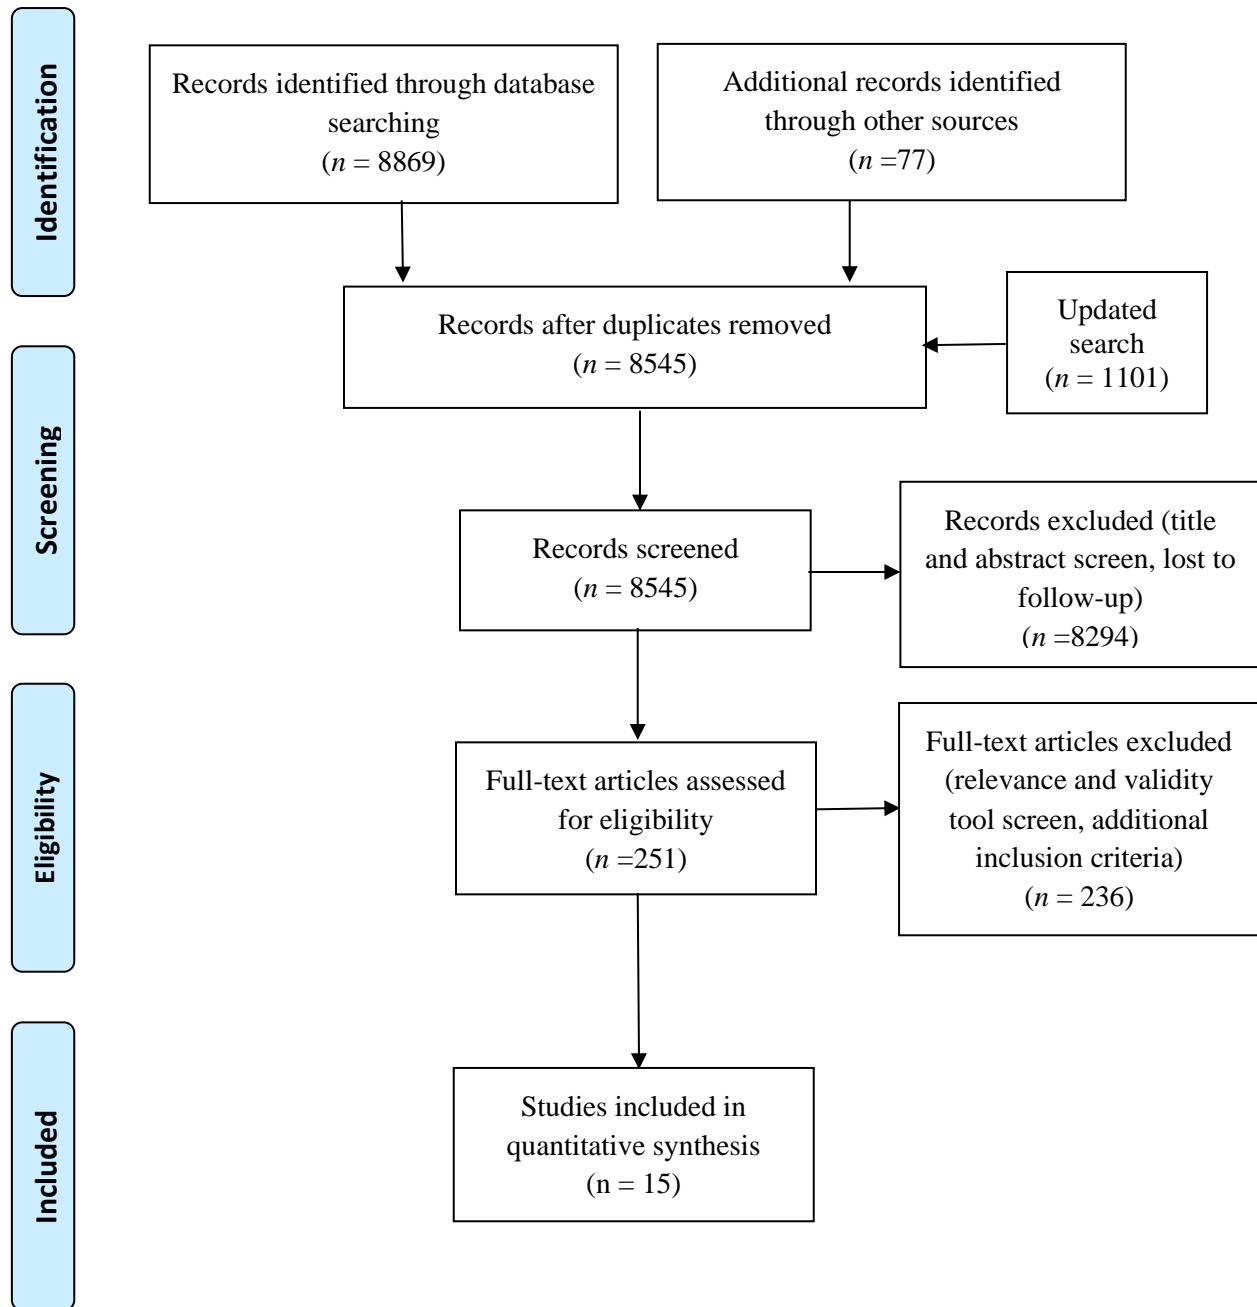 Identification
Records identified through database
searching
(n = 8869)
Additional records identified
through other sources
(n =77)
Records after duplicates removed
(n = 8545)
Updated
search
(n = 1101)
Screening
Records screened
(n = 8545)
Records excluded (title
and abstract screen, lost to
follow-up)
(n =8294)
Eligibility
Full-text articles assessed
for eligibility
(n =251)
Full-text articles excluded
(relevance and validity
tool screen, additional
inclusion criteria)
(n = 236)
Included
Studies included in
quantitative synthesis
(n = 15)